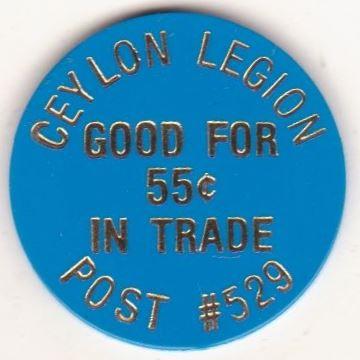 CEYLON LEGION
GOOD FOR
55¢
IN TRADE
POST #529